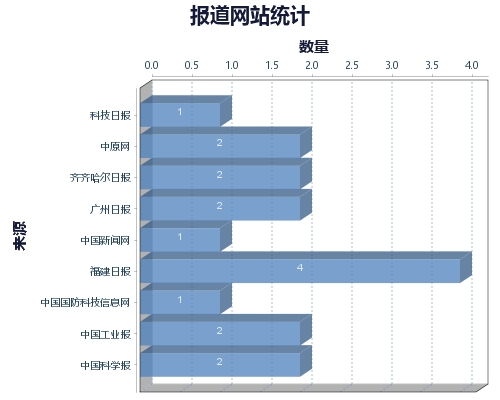 报道网站统计
数量
0.0 0.5 1.0 1.5 2.0 2.5 3.0 3.5 4.0
来源
科技日报 1
中原网 2
齐齐哈尔日报 2
广州日报 2
中国新闻网 1
福建日报 4
中国国防科技信息网 1
中国工业报 2
中国科学报 2